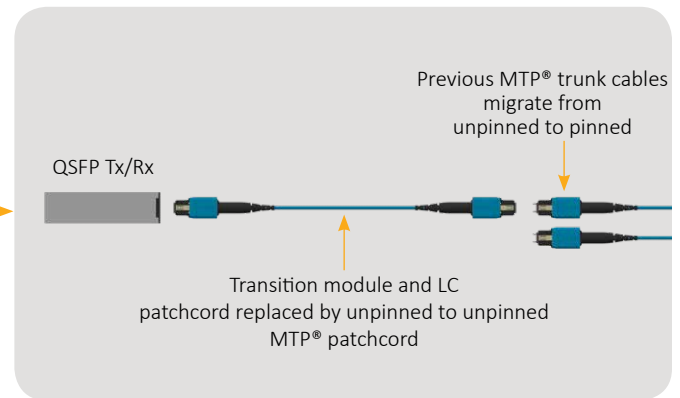 Previous MTP® trunk cables
migrate from
unpinned to pinned
QSFP Tx/Rx
Transition module and LC
patchcord replaced by unpinned to unpinned
MTP® patchcord